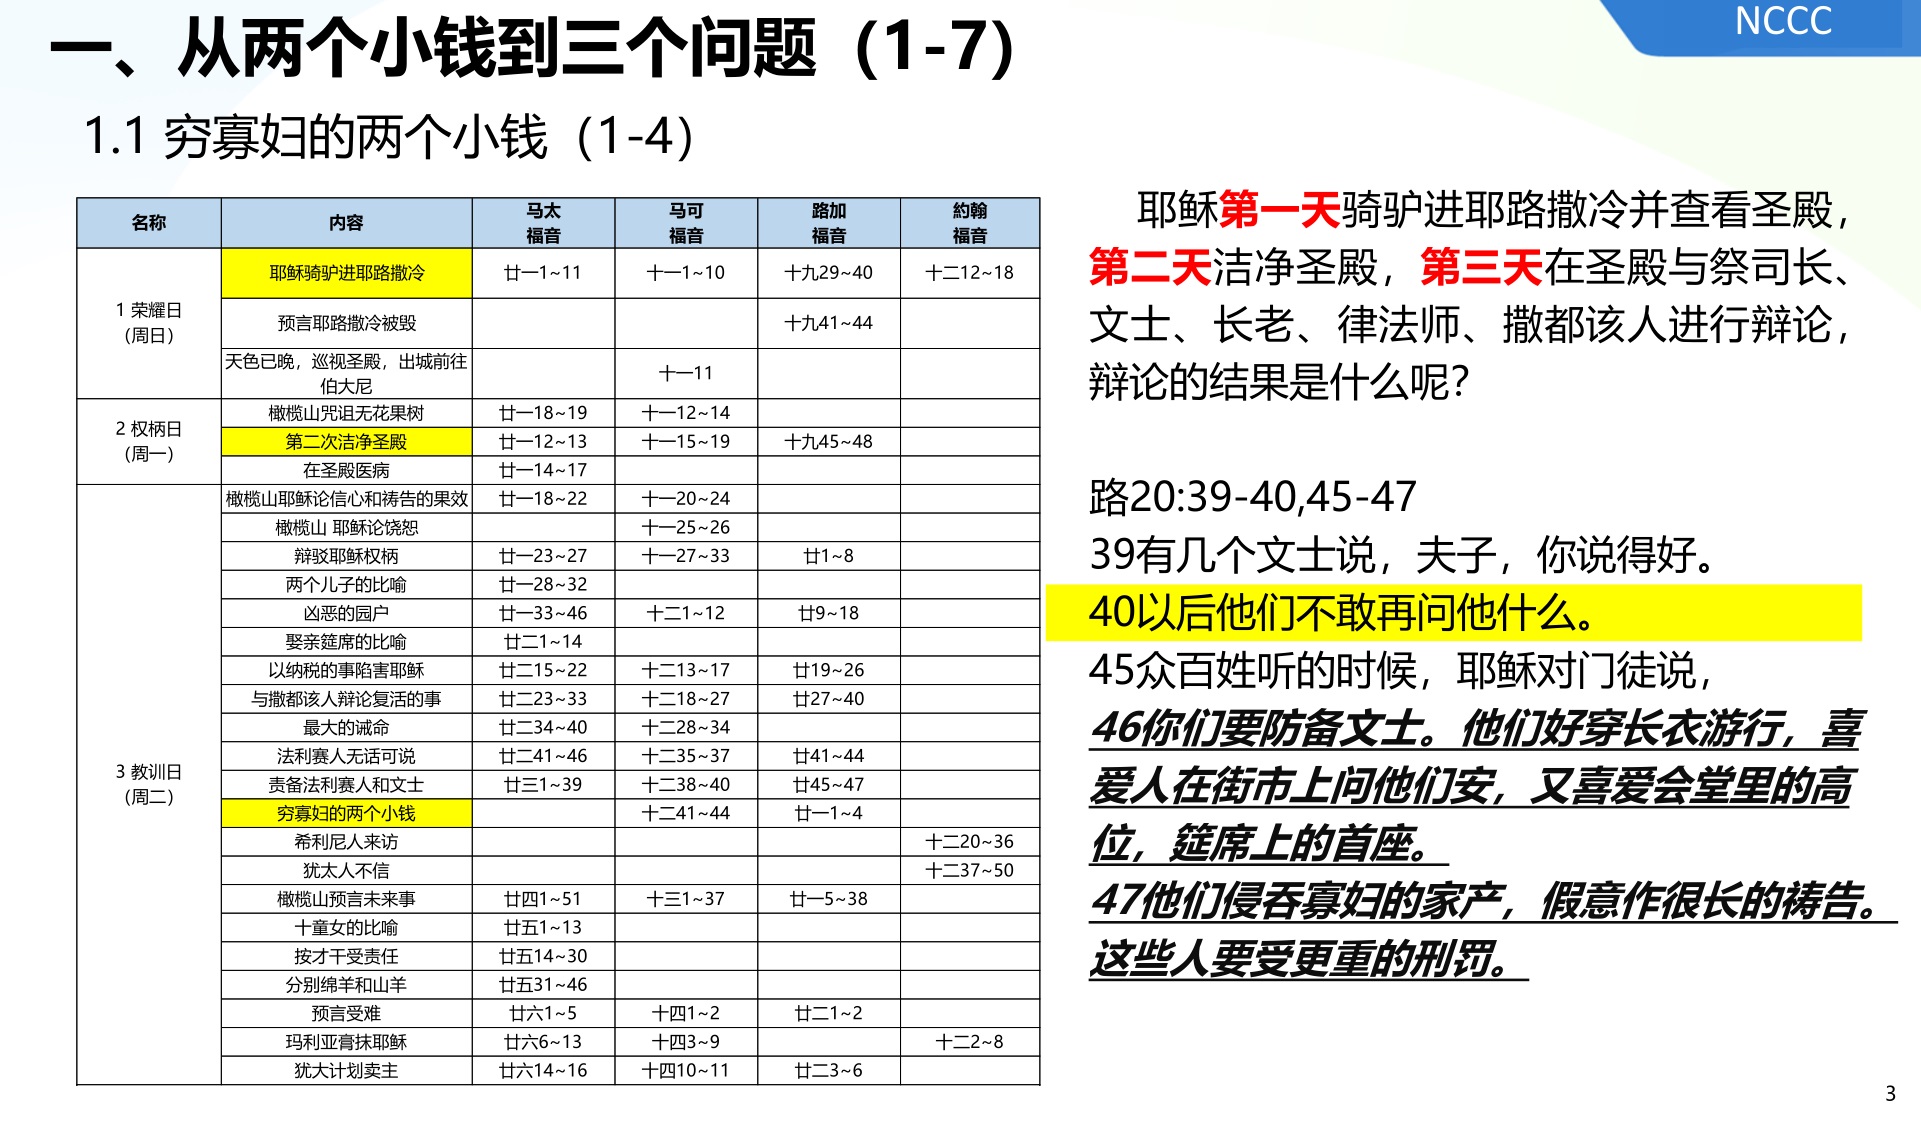 NCCC
一、从两个小钱到三个问题（1-7）
1.1 穷寡妇的两个小钱（1-4）
名称 内容 马太福音 马可福音 路加福音 約翰福音
1 荣耀日（周日） 耶稣骑驴进耶路撒冷 廿一1~11 十一1~10 十九29~40 十二12~18
预言耶路撒冷被毁 十九41~44
天色已晚，巡视圣殿，出城前往伯大尼 十一11
2 权柄日（周一） 橄榄山咒诅无花果树 廿一18~19 十一12~14
第二次洁净圣殿 廿一12~13 十一15~19 十九45~48
在圣殿医病 廿一14~17
3 教训日（周二） 橄榄山耶稣论信心和祷告的果效 廿一18~22 十一20~24
橄榄山 耶稣论饶恕 十一25~26
辩驳耶稣权柄 廿一23~27 十一27~33 廿1~8
两个儿子的比喻 廿一28~32
凶恶的园户 廿一33~46 十二1~12 廿9~18
娶亲筵席的比喻 廿二1~14
以纳税的事陷害耶稣 廿二15~22 十二13~17 廿19~26
与撒都该人辩论复活的事 廿二23~33 十二18~27 廿27~40
最大的诫命 廿二34~40 十二28~34
法利赛人无话可说 廿二41~46 十二35~37 廿41~44
责备法利赛人和文士 廿三1~39 十二38~40 廿45~47
穷寡妇的两个小钱 十二41~44 廿一1~4
希利尼人来访 十二20~36
犹太人不信 十二37~50
橄榄山预言未来事 廿四1~51 十三1~37 廿一5~38
十童女的比喻 廿五1~13
按才干受责任 廿五14~30
分别绵羊和山羊 廿五31~46
预言受难 廿六1~5 十四1~2 廿二1~2
玛利亚膏抹耶稣 廿六6~13 十四3~9 十二2~8
犹大计划卖主 廿六14~16 十四10~11 廿二3~6
耶稣第一天骑驴进耶路撒冷并查看圣殿，
第二天洁净圣殿，第三天在圣殿与祭司长、
文士、长老、律法师、撒都该人进行辩论，
辩论的结果是什么呢？
路20:39-40,45-47
39有几个文士说，夫子，你说得好。
40以后他们不敢再问他什么。
45众百姓听的时候，耶稣对门徒说，
46你们要防备文士。他们好穿长衣游行，喜
爱人在街市上问他们安，又喜爱会堂里的高
位，筵席上的首座。
47他们侵吞寡妇的家产，假意作很长的祷告。
这些人要受更重的刑罚。
3